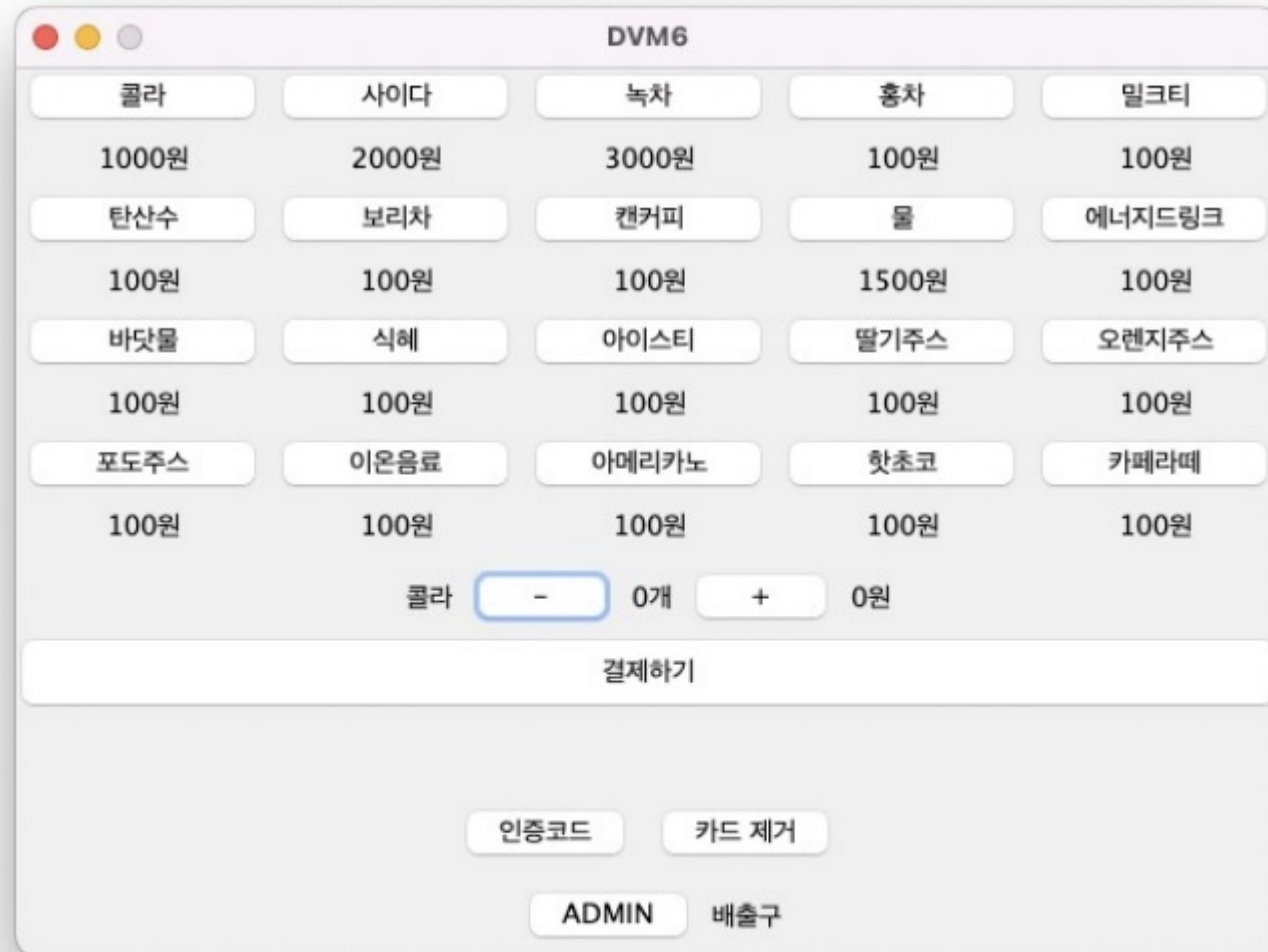 DVM6
콜라 사이다 녹차 홍차 밀크티
1000원 2000원 3000원 100원 100원
탄산수 보리차 캔커피 물 에너지드링크
100원 100원 100원 1500원 100원
바닷물 식혜 아이스티 딸기주스 오렌지주스
100원 100원 100원 100원 100원
포도주스 이온음료 아메리카노 핫초코 카페라떼
100원 100원 100원 100원 100원
콜라 - 0개 + 0원
결제하기
인증코드 카드 제거
ADMIN 배출구